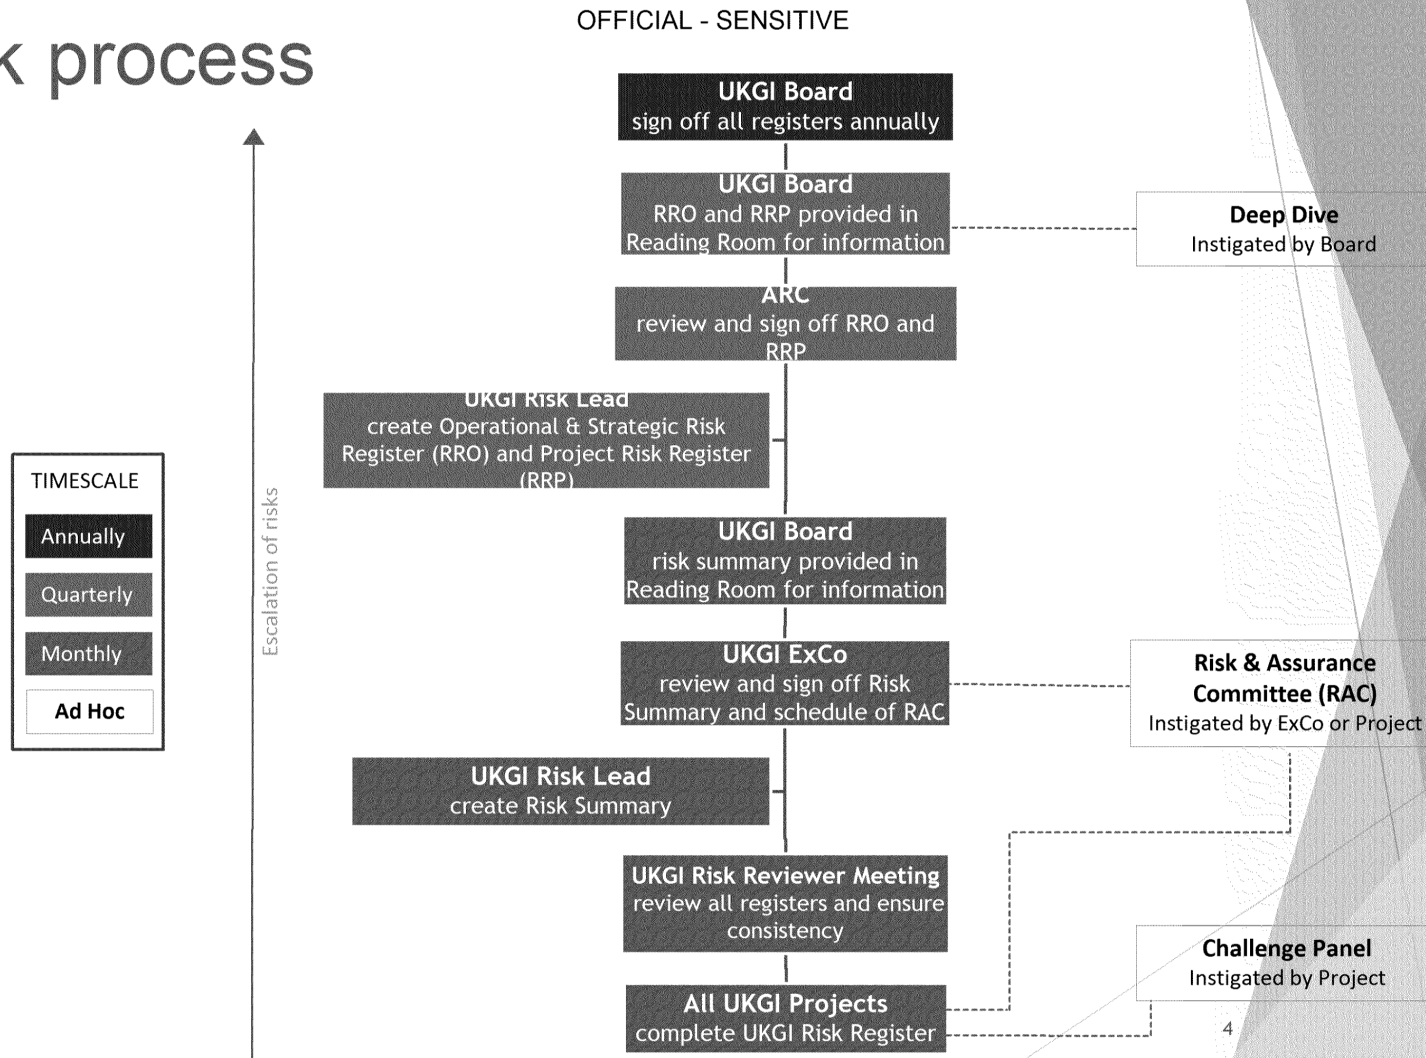 OFFICIAL - SENSITIVE
k process
UKGI Board
sign off all registers annually
UKGI Board
RRO and RRP provided in
Reading Room for information
Deep Dive
Instigated by Board
ARC
review and sign off RRO and
RRP
UKGI Risk Lead
create Operational & Strategic Risk
Register (RRO) and Project Risk Register
(RRP)
TIMESCALE
Annually
Quarterly
Monthly
Ad Hoc
Escalation of risks
UKGI Board
risk summary provided in
Reading Room for information
UKGI ExCo
review and sign off Risk
Summary and schedule of RAC
Risk & Assurance
Committee (RAC)
Instigated by ExCo or Project
UKGI Risk Lead
create Risk Summary
UKGI Risk Reviewer Meeting
review all registers and ensure
consistency
Challenge Panel
Instigated by Project
All UKGI Projects
complete UKGI Risk Register
4